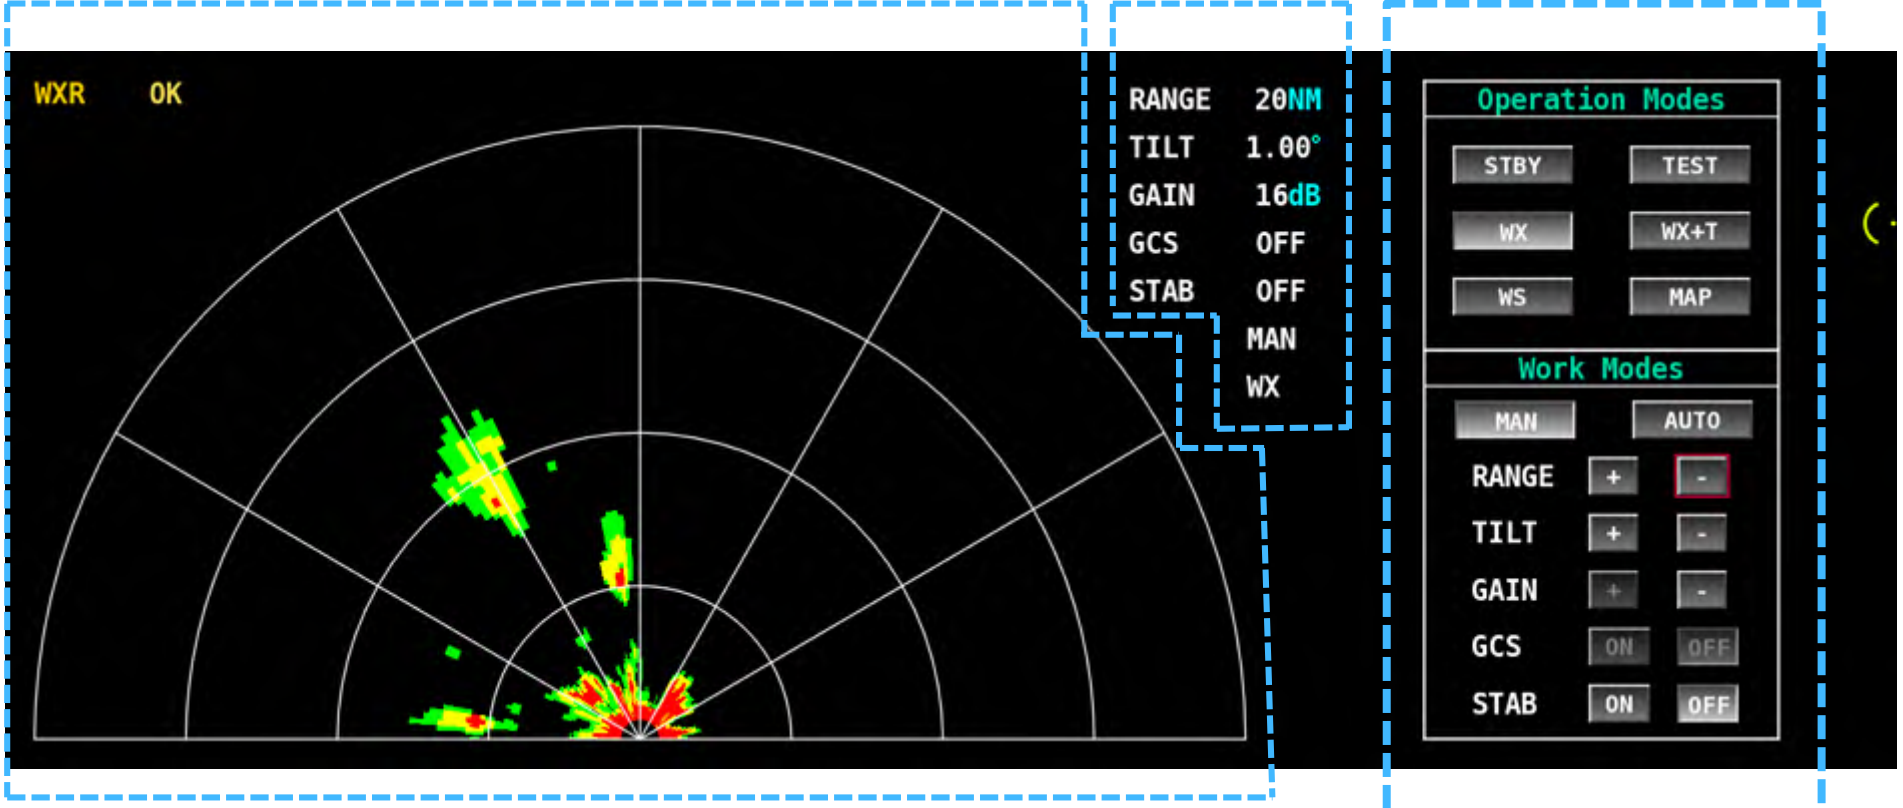 WXR OK
RANGE 20NM
TILT 1.00°
GAIN 16dB
GCS OFF
STAB OFF
MAN
WX
Operation Modes
STBY TEST
WX WX+T
WS MAP
Work Modes
MAN AUTO
RANGE + -
TILT + -
GAIN + -
GCS ON OFF
STAB ON OFF